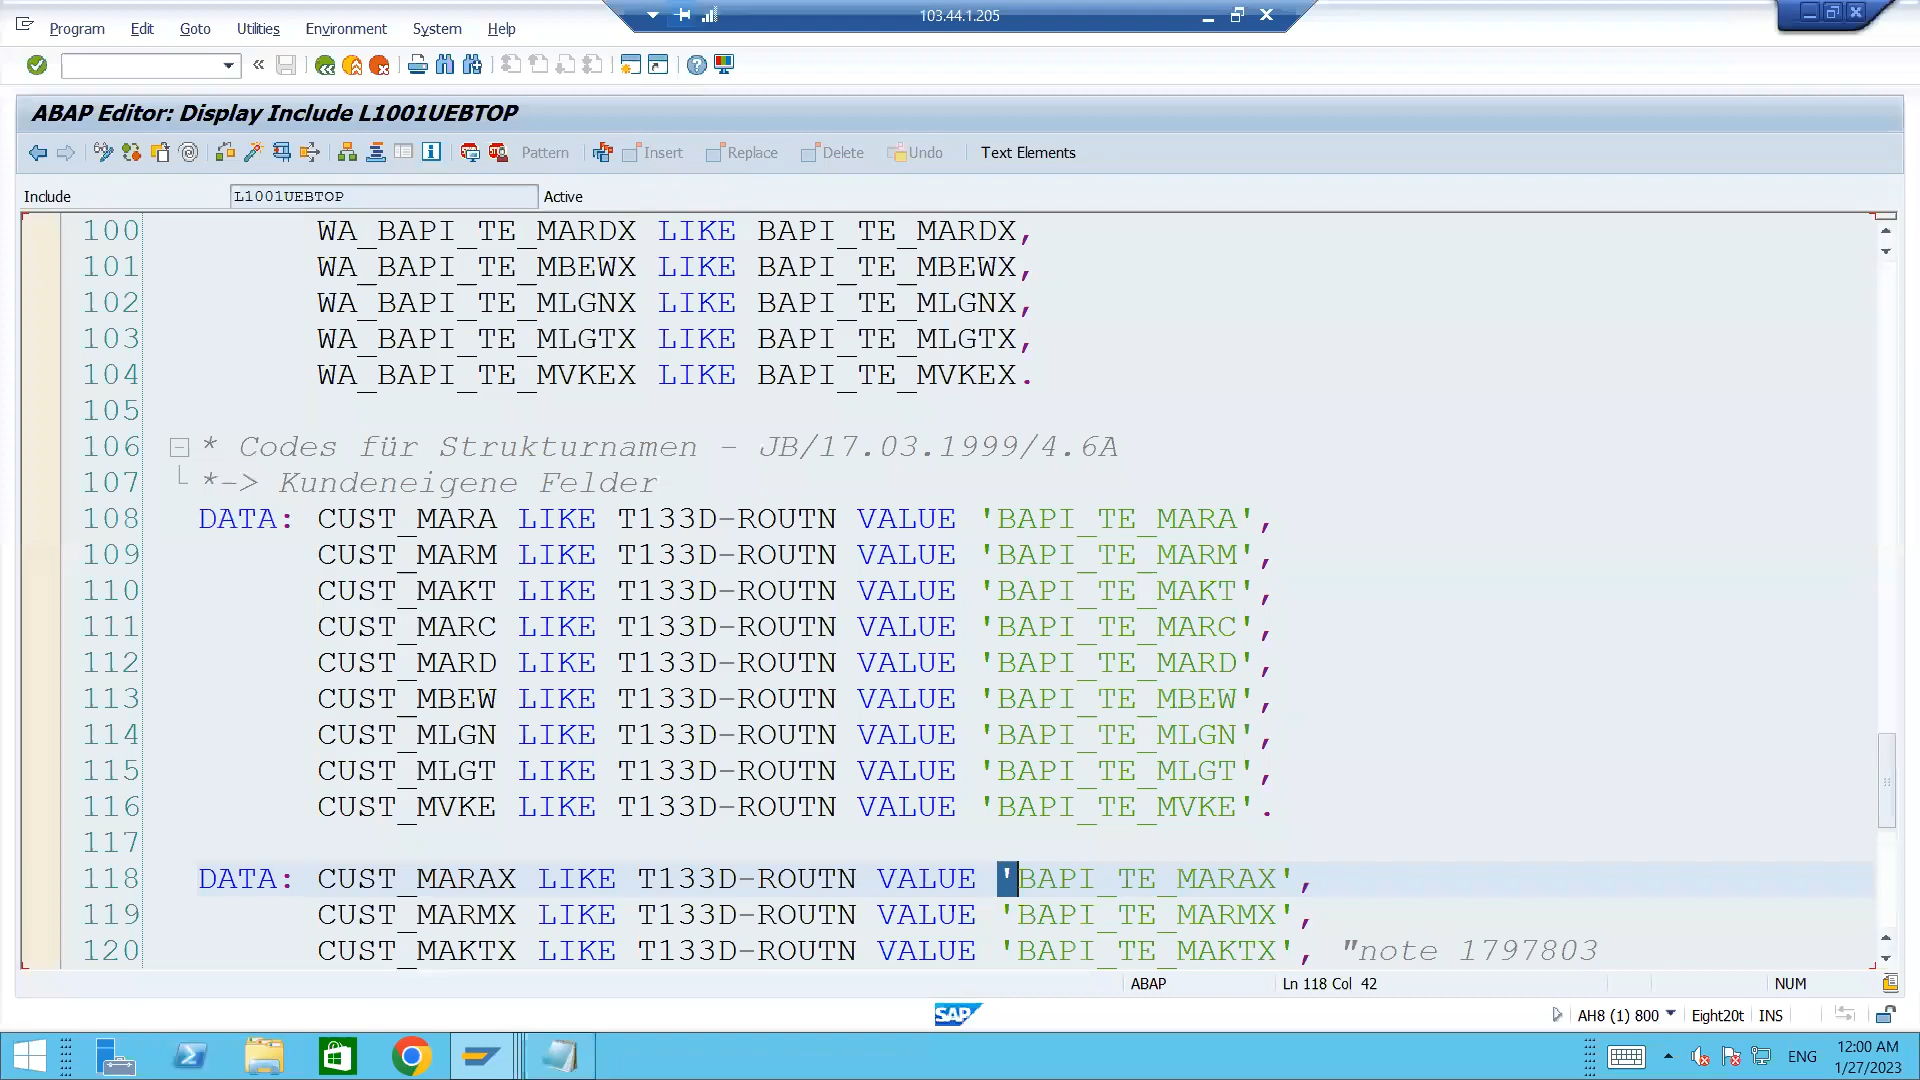 103.44.1.205
Program Edit Goto Utilities Environment System Help
ABAP Editor: Display Include L1001UEBTOP
Pattern Insert Replace Delete Undo Text Elements
Include L1001UEBTOP Active
100 WA_BAPI_TE_MARDX LIKE BAPI_TE_MARDX,
101 WA_BAPI_TE_MBEWX LIKE BAPI_TE_MBEWX,
102 WA_BAPI_TE_MLGNX LIKE BAPI_TE_MLGNX,
103 WA_BAPI_TE_MLGTX LIKE BAPI_TE_MLGTX,
104 WA_BAPI_TE_MVKEX LIKE BAPI_TE_MVKEX.
105
106 * Codes für Strukturnamen - JB/17.03.1999/4.6A
107 *-> Kundeneigene Felder
108 DATA: CUST_MARA LIKE T133D-ROUTN VALUE 'BAPI_TE_MARA',
109 CUST_MARM LIKE T133D-ROUTN VALUE 'BAPI_TE_MARM',
110 CUST_MAKT LIKE T133D-ROUTN VALUE 'BAPI_TE_MAKT',
111 CUST_MARC LIKE T133D-ROUTN VALUE 'BAPI_TE_MARC',
112 CUST_MARD LIKE T133D-ROUTN VALUE 'BAPI_TE_MARD',
113 CUST_MBEW LIKE T133D-ROUTN VALUE 'BAPI_TE_MBEW',
114 CUST_MLGN LIKE T133D-ROUTN VALUE 'BAPI_TE_MLGN',
115 CUST_MLGT LIKE T133D-ROUTN VALUE 'BAPI_TE_MLGT',
116 CUST_MVKE LIKE T133D-ROUTN VALUE 'BAPI_TE_MVKE'.
117
118 DATA: CUST_MARAX LIKE T133D-ROUTN VALUE 'BAPI_TE_MARAX',
119 CUST_MARMX LIKE T133D-ROUTN VALUE 'BAPI_TE_MARMX',
120 CUST_MAKTX LIKE T133D-ROUTN VALUE 'BAPI_TE_MAKTX', "note 1797803
ABAP Ln 118 Col 42 NUM
SAP AH8 (1) 800 Eight20t INS
ENG 12:00 AM
1/27/2023